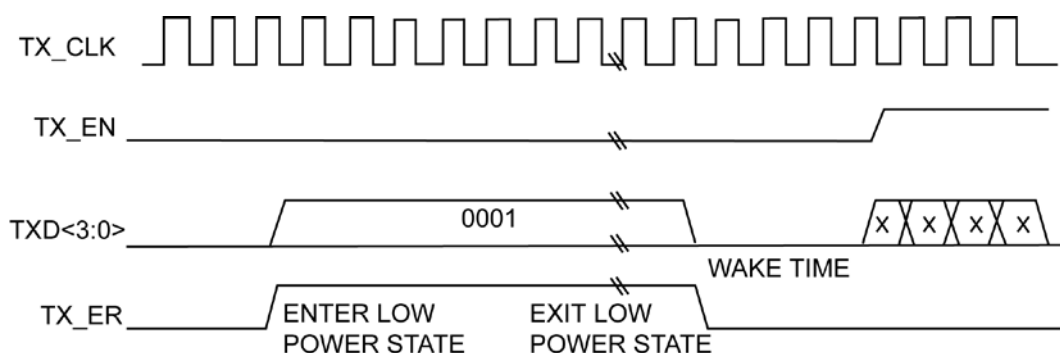 TX_CLK
TX_EN
TXD<3:0>
0001
X X X X
WAKE TIME
TX_ER
ENTER LOW
POWER STATE
EXIT LOW
POWER STATE